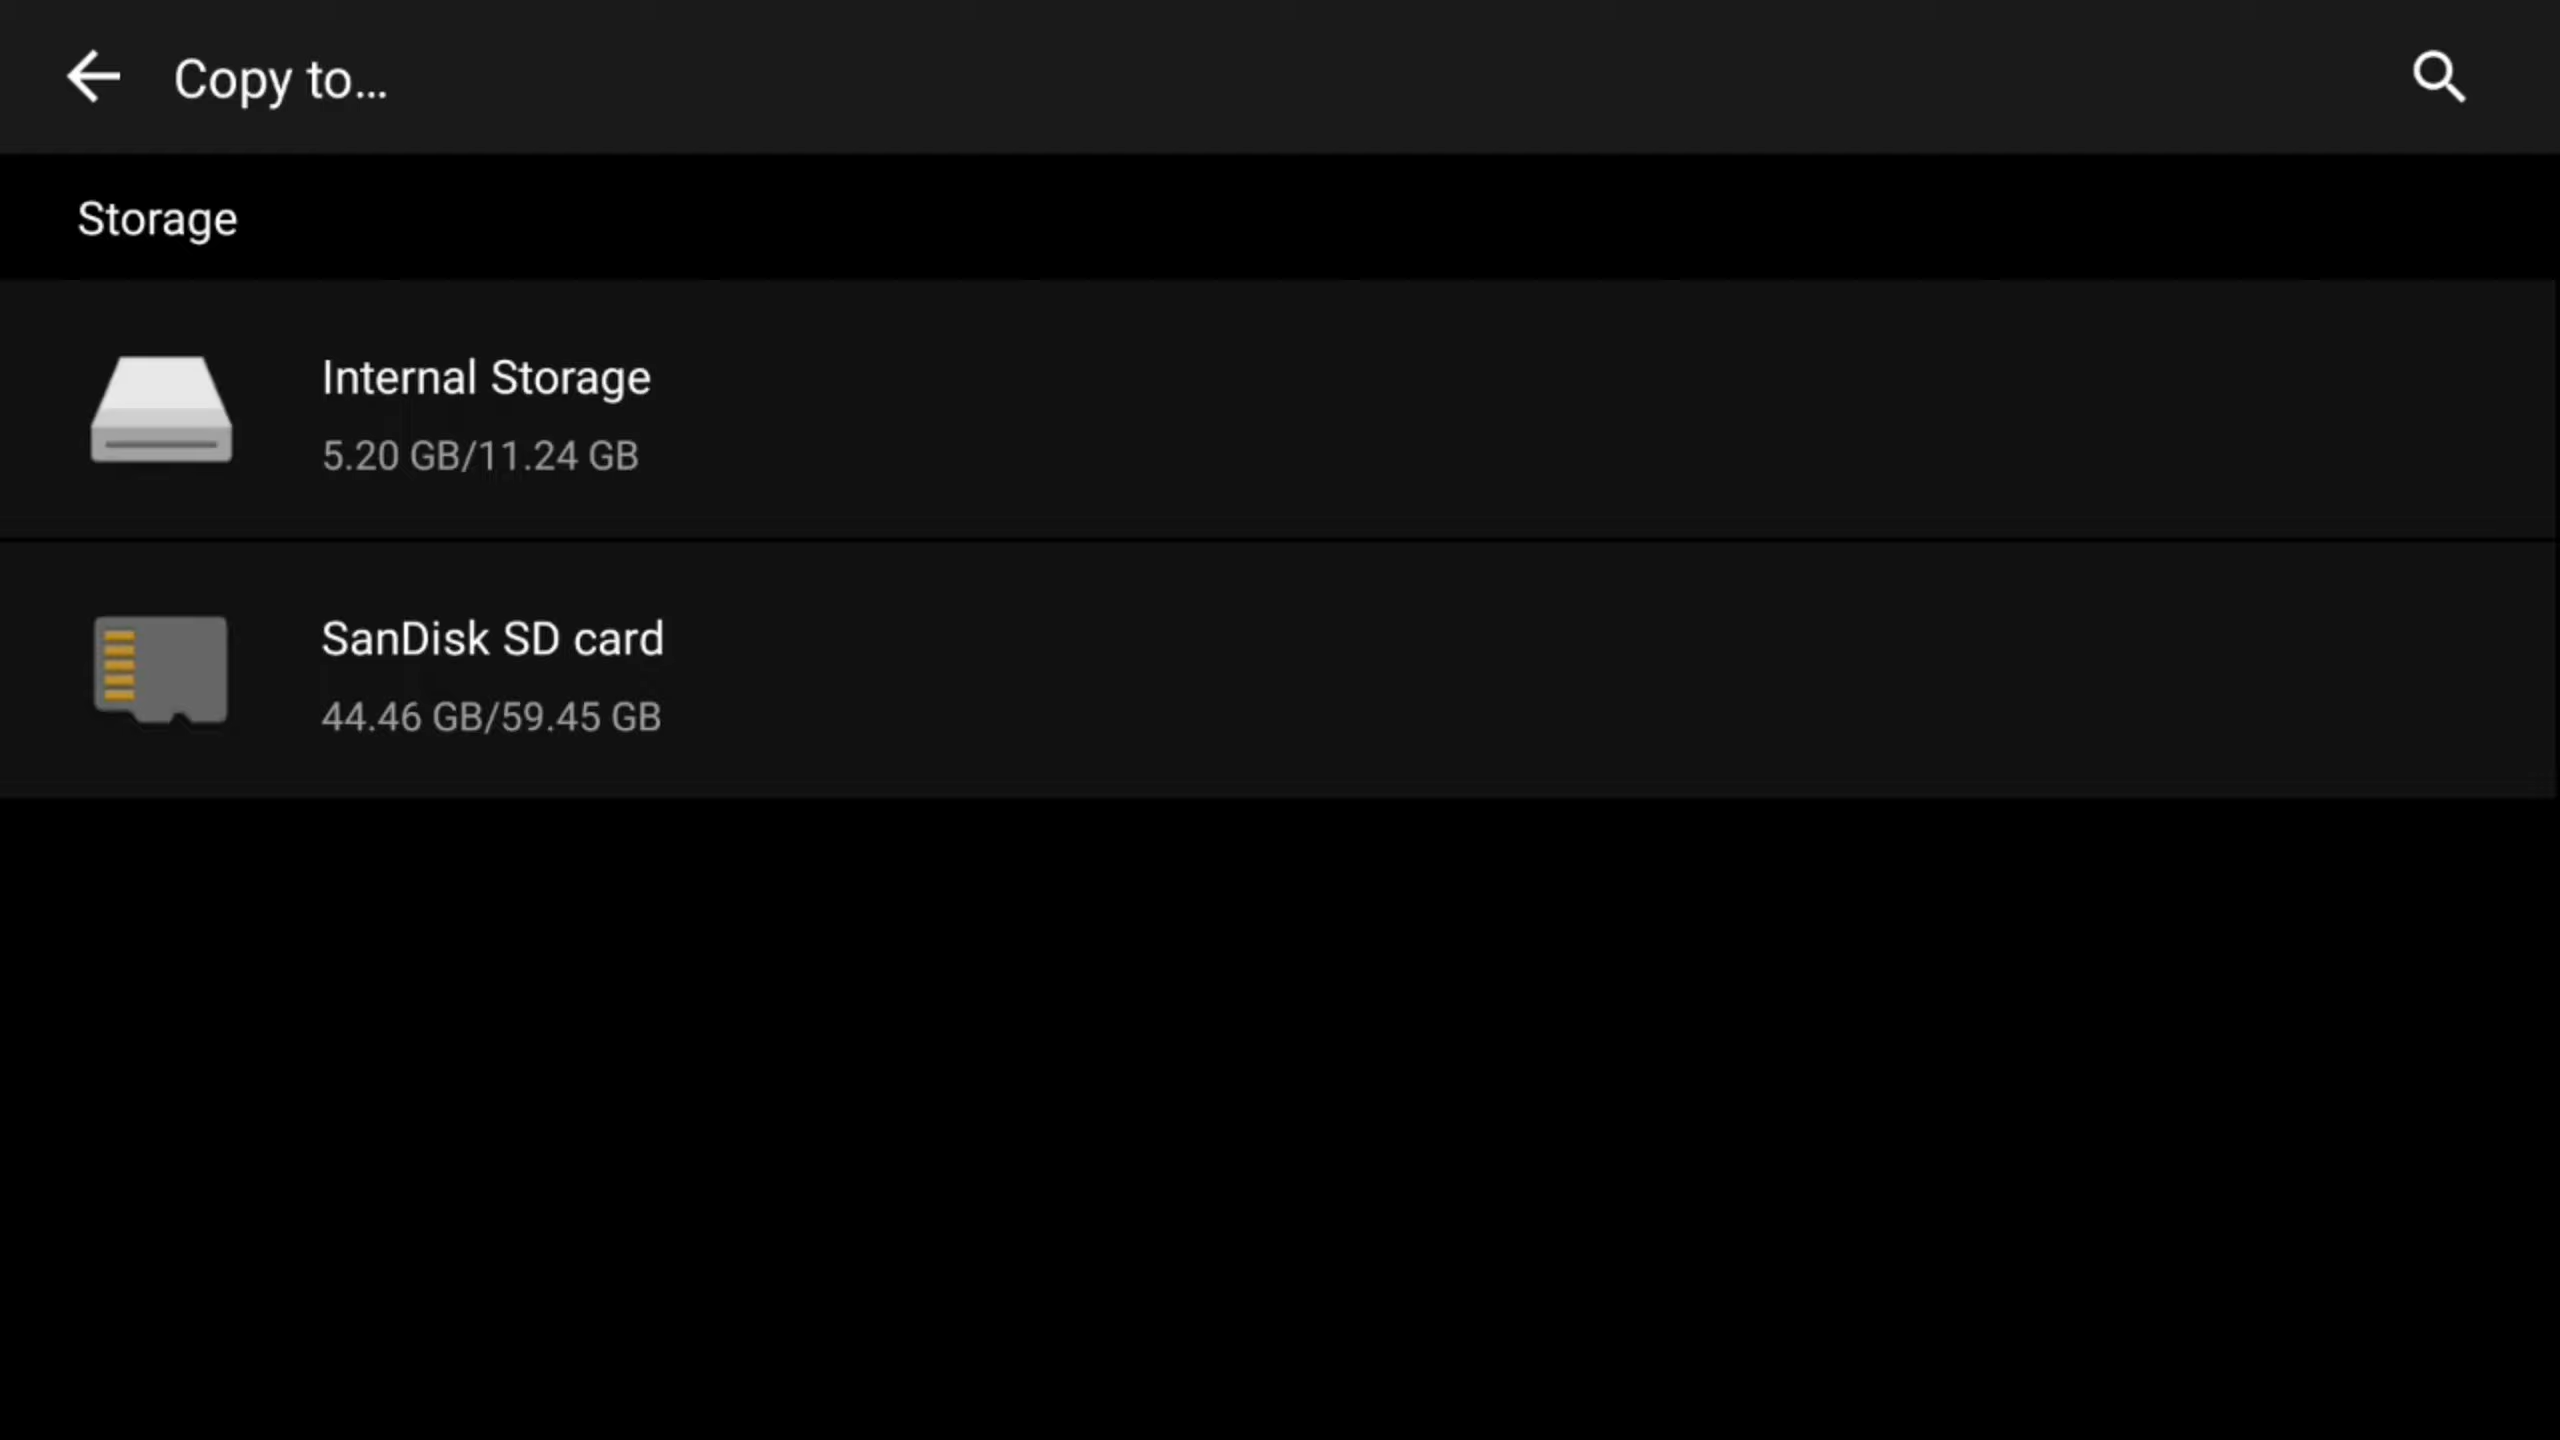 Copy to…
Storage
Internal Storage
5.20 GB/11.24 GB
SanDisk SD card
44.46 GB/59.45 GB